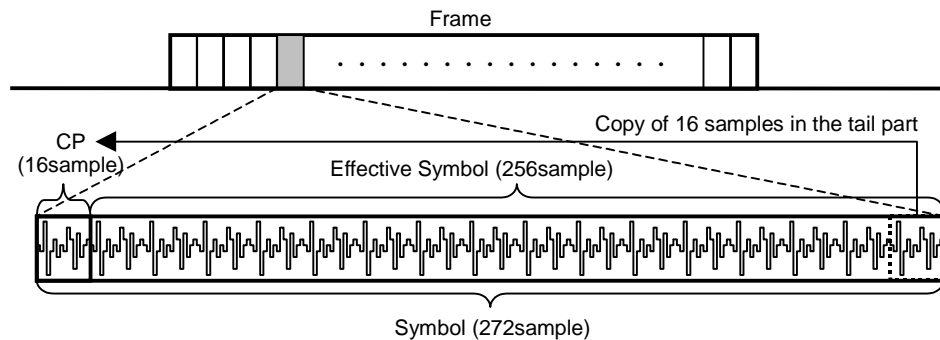 Frame
Copy of 16 samples in the tail part
CP
(16sample)
Effective Symbol (256sample)
Symbol (272sample)